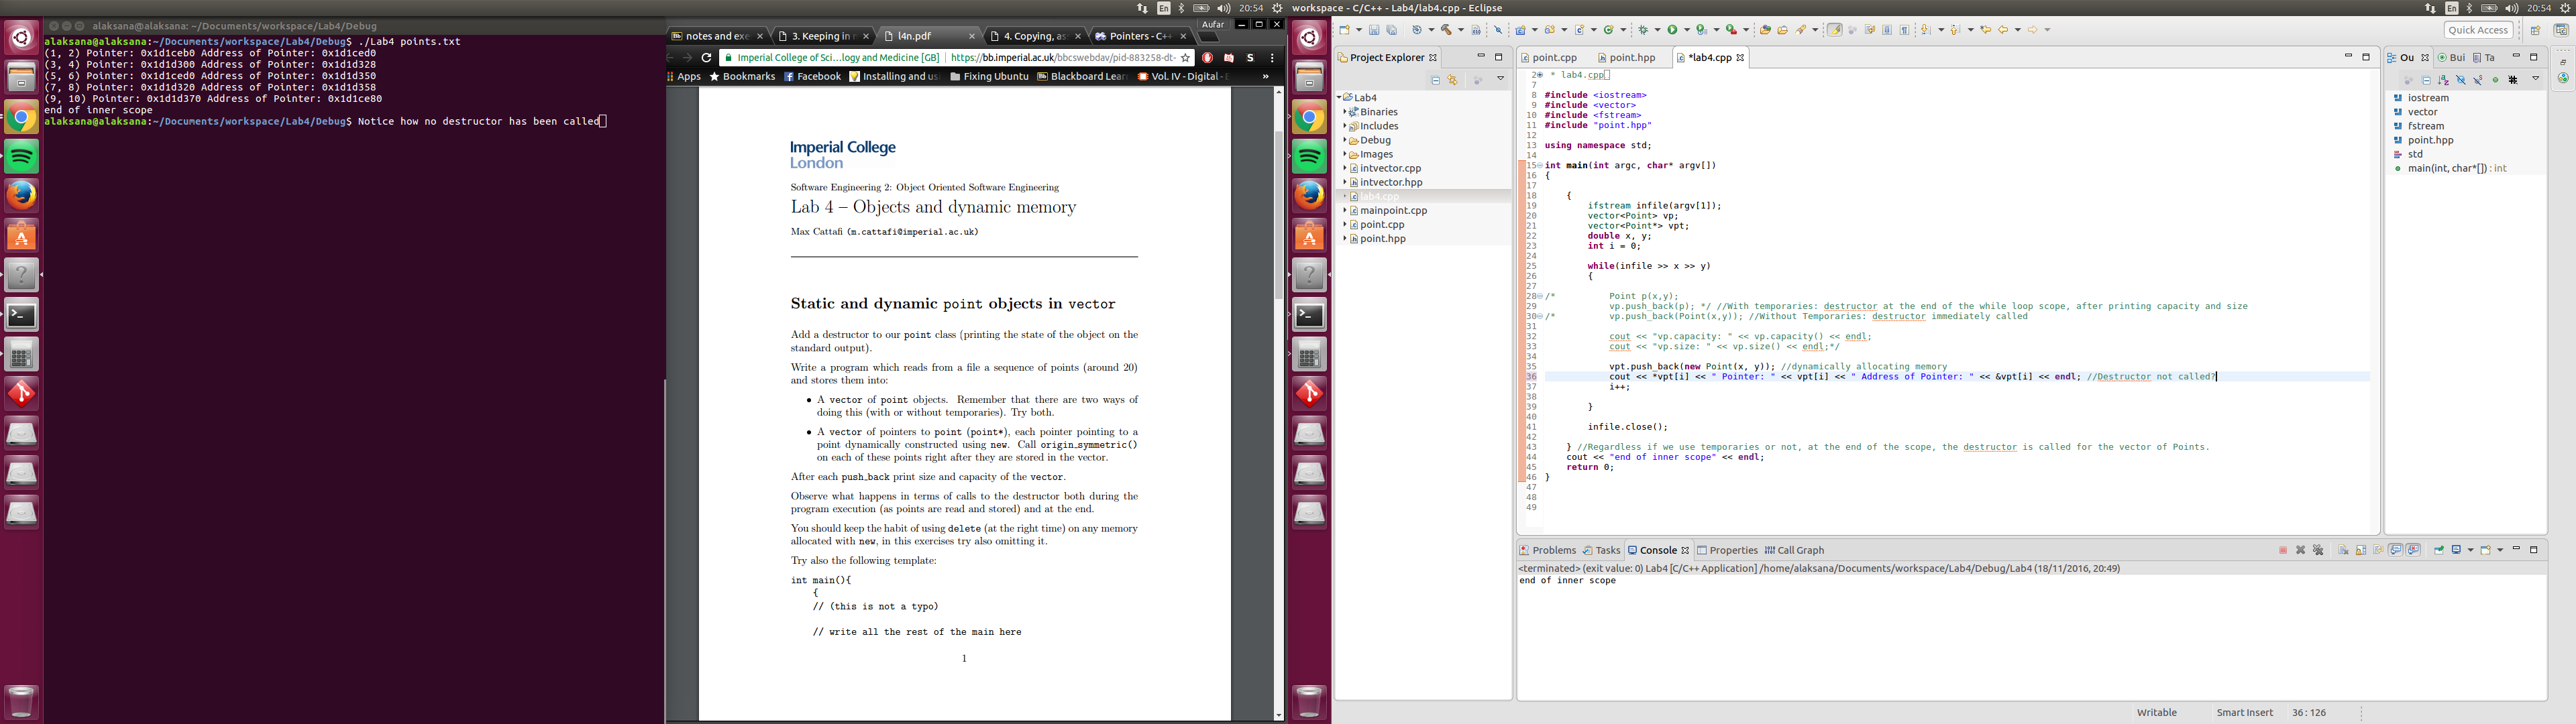 En 20:54 workspace - C/C++ - Lab4/lab4.cpp - Eclipse En 20:54
alaksana@alaksana: ~/Documents/workspace/Lab4/Debug
alaksana@alaksana:~/Documents/workspace/Lab4/Debug$ ./Lab4 points.txt
(1, 2) Pointer: 0x1d1ceb0 Address of Pointer: 0x1d1ced0
(3, 4) Pointer: 0x1d1d300 Address of Pointer: 0x1d1d328
(5, 6) Pointer: 0x1d1ced0 Address of Pointer: 0x1d1d350
(7, 8) Pointer: 0x1d1d320 Address of Pointer: 0x1d1d358
(9, 10) Pointer: 0x1d1d370 Address of Pointer: 0x1d1ce80
end of inner scope
alaksana@alaksana:~/Documents/workspace/Lab4/Debug$ Notice how no destructor has been called
Aufar
notes and exe
3. Keeping in
l4n.pdf
4. Copying, as
Pointers - C++
Imperial College of Sci...logy and Medicine [GB] https://bb.imperial.ac.uk/bbcswebdav/pid-883258-dt-
Apps Bookmarks Facebook Installing and us Fixing Ubuntu Blackboard Lear Vol. IV - Digital - »
Imperial College
London
Software Engineering 2: Object Oriented Software Engineering
Lab 4 – Objects and dynamic memory
Max Cattafi (m.cattafi@imperial.ac.uk)
Static and dynamic point objects in vector
Add a destructor to our point class (printing the state of the object on the
standard output).
Write a program which reads from a file a sequence of points (around 20)
and stores them into:
• A vector of point objects. Remember that there are two ways of
doing this (with or without temporaries). Try both.
• A vector of pointers to point (point*), each pointer pointing to a
point dynamically constructed using new. Call origin_symmetric()
on each of these points right after they are stored in the vector.
After each push_back print size and capacity of the vector.
Observe what happens in terms of calls to the destructor both during the
program execution (as points are read and stored) and at the end.
You should keep the habit of using delete (at the right time) on any memory
allocated with new, in this exercises try also omitting it.
Try also the following template:
int main(){
{
// (this is not a typo)
// write all the rest of the main here
1
Quick Access
Project Explorer
Lab4
Binaries
Includes
Debug
Images
intvector.cpp
intvector.hpp
lab4.cpp
mainpoint.cpp
point.cpp
point.hpp
point.cpp point.hpp *lab4.cpp
2 * lab4.cpp
7
8 #include <iostream>
9 #include <vector>
10 #include <fstream>
11 #include "point.hpp"
12
13 using namespace std;
14
15 int main(int argc, char* argv[])
16 {
17
18 {
19 ifstream infile(argv[1]);
20 vector<Point> vp;
21 vector<Point*> vpt;
22 double x, y;
23 int i = 0;
24
25 while(infile >> x >> y)
26 {
27
28 /* Point p(x,y);
29 vp.push_back(p); */ //With temporaries: destructor at the end of the while loop scope, after printing capacity and size
30 /* vp.push_back(Point(x,y)); //Without Temporaries: destructor immediately called
31
32 cout << "vp.capacity: " << vp.capacity() << endl;
33 cout << "vp.size: " << vp.size() << endl;*/
34
35 vpt.push_back(new Point(x, y)); //dynamically allocating memory
36 cout << *vpt[i] << " Pointer: " << vpt[i] << " Address of Pointer: " << &vpt[i] << endl; //Destructor not called?
37 i++;
38
39 }
40
41 infile.close();
42
43 } //Regardless if we use temporaries or not, at the end of the scope, the destructor is called for the vector of Points.
44 cout << "end of inner scope" << endl;
45 return 0;
46 }
47
48
49
Ou Bui Ta
iostream
vector
fstream
point.hpp
std
main(int, char*[]) : int
Problems Tasks Console Properties Call Graph
<terminated> (exit value: 0) Lab4 [C/C++ Application] /home/alaksana/Documents/workspace/Lab4/Debug/Lab4 (18/11/2016, 20:49)
end of inner scope
Writable Smart Insert 36 : 126